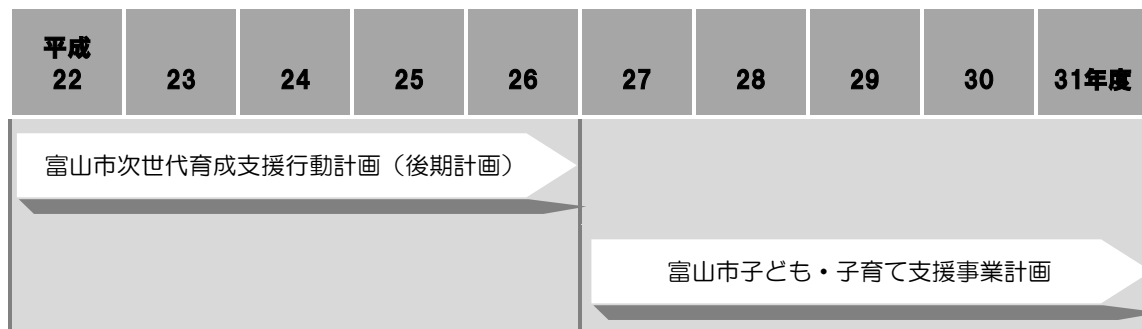 平成
22 23 24 25 26 27 28 29 30 31年度
富山市次世代育成支援行動計画（後期計画）
富山市子ども・子育て支援事業計画